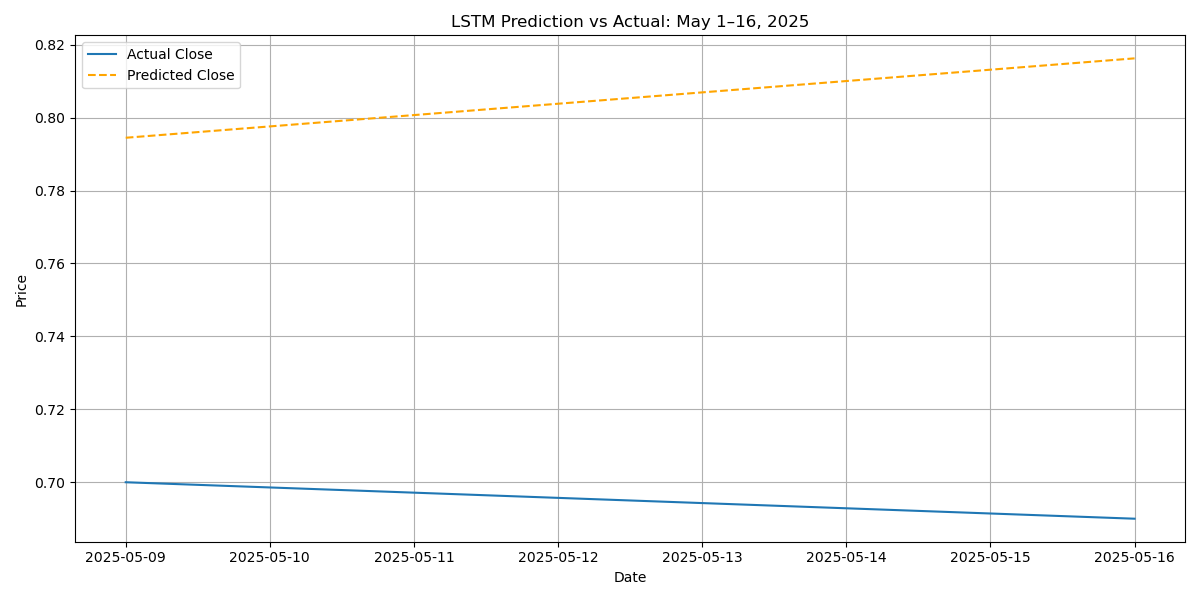 LSTM Prediction vs Actual: May 1–16, 2025
Actual Close
Predicted Close
0.82
0.80
0.78
0.76
0.74
0.72
0.70
Price
2025-05-09 2025-05-10 2025-05-11 2025-05-12 2025-05-13 2025-05-14 2025-05-15 2025-05-16
Date